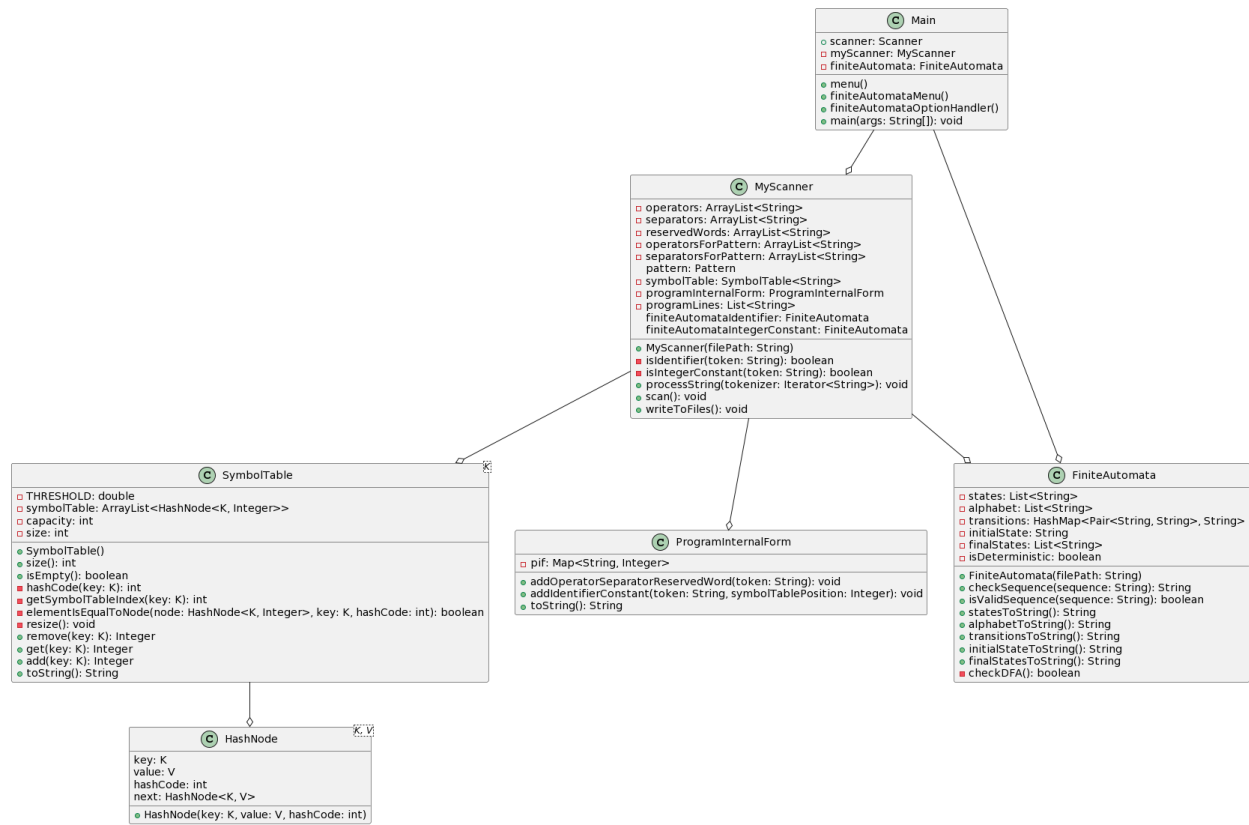 C Main
scanner: Scanner
myScanner: MyScanner
finiteAutomata: FiniteAutomata
menu()
finiteAutomataMenu()
finiteAutomataOptionHandler()
main(args: String[]): void
C MyScanner
operators: ArrayList<String>
separators: ArrayList<String>
reservedWords: ArrayList<String>
operatorsForPattern: ArrayList<String>
separatorsForPattern: ArrayList<String>
pattern: Pattern
symbolTable: SymbolTable<String>
programInternalForm: ProgramInternalForm
programLines: List<String>
finiteAutomataIdentifier: FiniteAutomata
finiteAutomataIntegerConstant: FiniteAutomata
MyScanner(filePath: String)
isIdentifier(token: String): boolean
isIntegerConstant(token: String): boolean
processString(tokenizer: Iterator<String>): void
scan(): void
writeToFiles(): void
C SymbolTable K
THRESHOLD: double
symbolTable: ArrayList<HashNode<K, Integer>>
capacity: int
size: int
SymbolTable()
size(): int
isEmpty(): boolean
hashCode(key: K): int
getSymbolTableIndex(key: K): int
elementIsEqualToNode(node: HashNode<K, Integer>, key: K, hashCode: int): boolean
resize(): void
remove(key: K): Integer
get(key: K): Integer
add(key: K): Integer
toString(): String
C ProgramInternalForm
pif: Map<String, Integer>
addOperatorSeparatorReservedWord(token: String): void
addIdentifierConstant(token: String, symbolTablePosition: Integer): void
toString(): String
C FiniteAutomata
states: List<String>
alphabet: List<String>
transitions: HashMap<Pair<String, String>, String>
initialState: String
finalStates: List<String>
isDeterministic: boolean
FiniteAutomata(filePath: String)
checkSequence(sequence: String): String
isValidSequence(sequence: String): boolean
statesToString(): String
alphabetToString(): String
transitionsToString(): String
initialStateToString(): String
finalStatesToString(): String
checkDFA(): boolean
C HashNode K, V
key: K
value: V
hashCode: int
next: HashNode<K, V>
HashNode(key: K, value: V, hashCode: int)